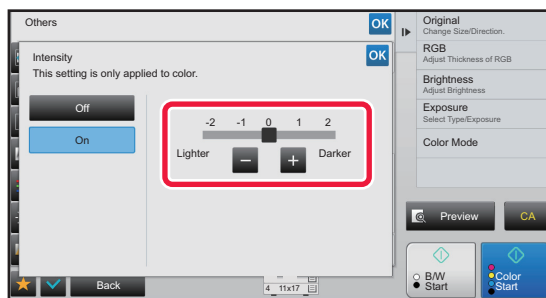 Others
OK
Intensity
OK
This setting is only applied to color.
Off
On
-2 -1 0 1 2
Lighter
−
+
Darker
Back
4 11x17
Original
Change Size/Direction.
RGB
Adjust Thickness of RGB
Brightness
Adjust Brightness
Exposure
Select Type/Exposure
Color Mode
Preview
CA
B/W
Start
Color
Start